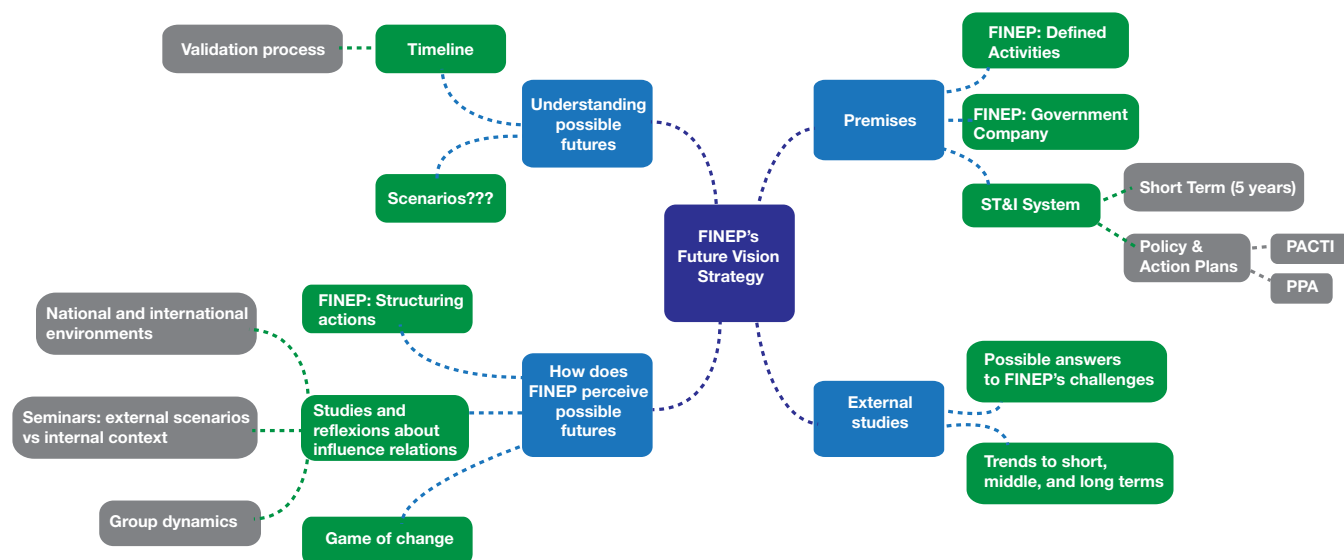 Validation process
Timeline
Understanding
possible
futures
Scenarios???
FINEP: Defined
Activities
Premises
FINEP: Government
Company
ST&I System
Short Term (5 years)
Policy &
Action Plans
PACTI
PPA
FINEP's
Future Vision
Strategy
FINEP: Structuring
actions
National and international
environments
How does
FINEP perceive
possible
futures
Seminars: external scenarios
vs internal context
Studies and
reflexions about
influence relations
Group dynamics
Game of change
External
studies
Possible answers
to FINEP's challenges
Trends to short,
middle, and long terms